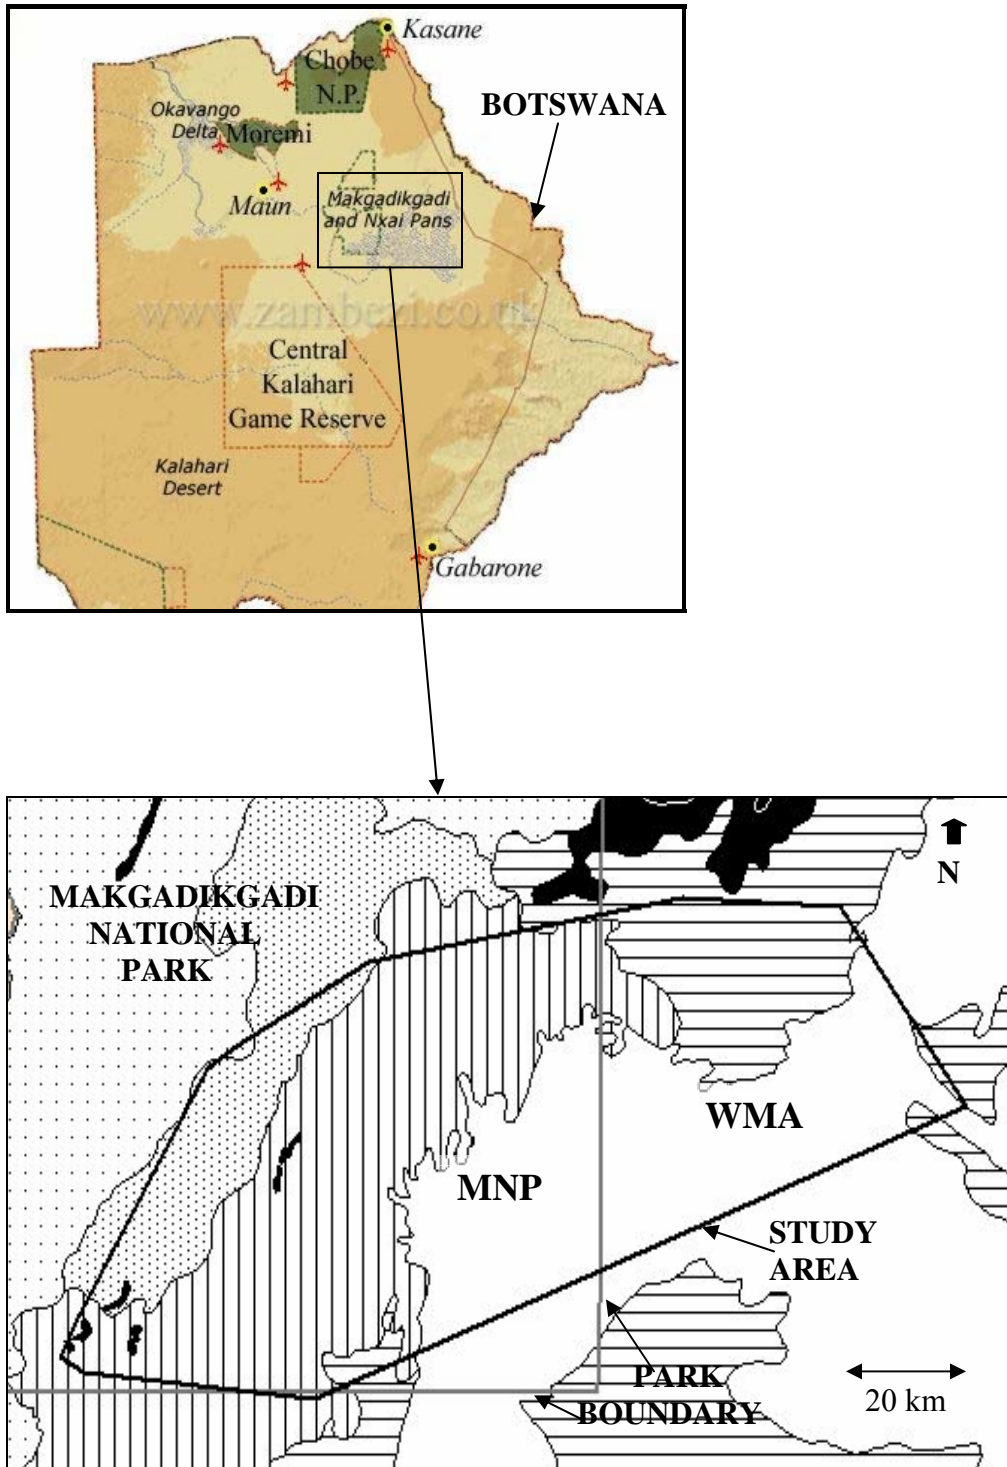 Kasane
Chobe
N.P.
BOTSWANA
Okavango
Delta
Moremi
Maun
Makgadikgadi
and Nxai Pans
www.zambezi.co.uk
Central
Kalahari
Game Reserve
Kalahari
Desert
Gabarone
N
MAKGADIKGADI
NATIONAL
PARK
WMA
MNP
STUDY
AREA
PARK
BOUNDARY
20 km